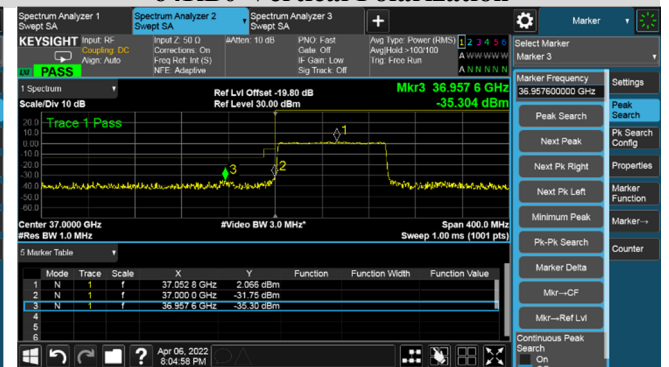 Spectrum Analyzer 1
Swept SA
Spectrum Analyzer 2
Swept SA
Spectrum Analyzer 3
Swept SA
+
Marker
KEYSIGHT
Input: RF
Coupling: DC
Align: Auto
Input Z: 50 Ω
Corrections: On
Freq Ref: Int (S)
NFE: Adaptive
#Atten: 10 dB
PNO: Fast
Gate: Off
IF Gain: Low
Sig Track: Off
Avg Type: Power (RMS)
Avg|Hold: >100/100
Trig: Free Run
1 2 3 4 5 6
A W W W W W
A N N N N N
LXI PASS
Select Marker
Marker 3
1 Spectrum
Scale/Div 10 dB
Ref Lvl Offset -19.80 dB
Ref Level 30.00 dBm
Mkr3 36.957 6 GHz
-35.304 dBm
Marker Frequency
36.957600000 GHz
Settings
Trace 1 Pass
20.0
10.0
0.00
-10.0
-20.0
-30.0
-40.0
-50.0
-60.0
1
2
3
Peak Search
Next Peak
Next Pk Right
Next Pk Left
Minimum Peak
Pk-Pk Search
Marker Delta
Mkr→CF
Mkr→Ref Lvl
Continuous Peak
Search
On
Peak
Search
Pk Search
Config
Properties
Marker
Function
Marker→
Counter
Center 37.0000 GHz
#Res BW 1.0 MHz
#Video BW 3.0 MHz*
Span 400.0 MHz
Sweep 1.00 ms (1001 pts)
5 Marker Table
Mode Trace Scale X Y Function Function Width Function Value
1 N 1 f 37.052 8 GHz 2.066 dBm
2 N 1 f 37.000 0 GHz -31.75 dBm
3 N 1 f 36.957 6 GHz -35.30 dBm
4
5
6
?
Apr 06, 2022
8:04:58 PM